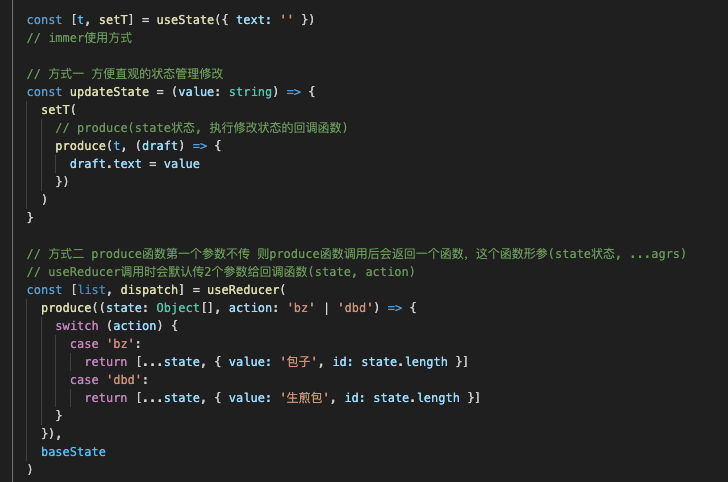 const [t, setT] = useState({ text: '' })
// immer使用方式
// 方式一 方便直观的状态管理修改
const updateState = (value: string) => {
setT(
// produce(state状态, 执行修改状态的回调函数)
produce(t, (draft) => {
draft.text = value
})
)
}
// 方式二 produce函数第一个参数不传 则produce函数调用后会返回一个函数, 这个函数形参(state状态, ...agrs)
// useReducer调用时会默认传2个参数给回调函数(state, action)
const [list, dispatch] = useReducer(
produce((state: Object[], action: 'bz' | 'dbd') => {
switch (action) {
case 'bz':
return [...state, { value: '包子', id: state.length }]
case 'dbd':
return [...state, { value: '生煎包', id: state.length }]
}
}),
baseState
)